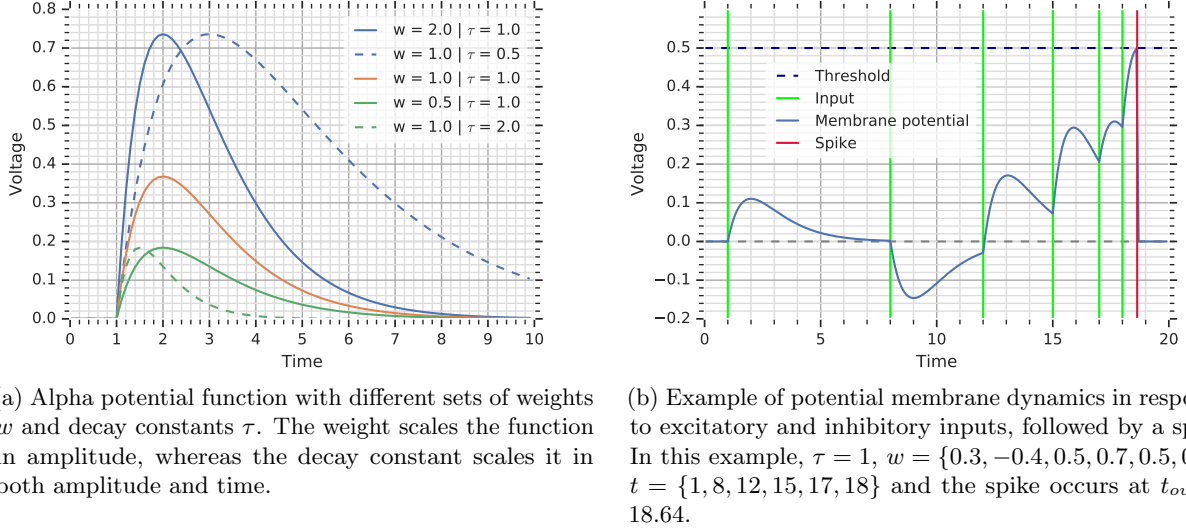 0.8
0.7
0.6
0.5
0.4
0.3
0.2
0.1
0.0
Voltage
0 1 2 3 4 5 6 7 8 9 10
Time
w = 2.0 | τ = 1.0
w = 1.0 | τ = 0.5
w = 1.0 | τ = 1.0
w = 0.5 | τ = 1.0
w = 1.0 | τ = 2.0
0.5
0.4
0.3
0.2
0.1
0.0
−0.1
−0.2
Voltage
0 5 10 15 20
Time
Threshold
Input
Membrane potential
Spike
a) Alpha potential function with different sets of weights
w and decay constants τ. The weight scales the function
in amplitude, whereas the decay constant scales it in
both amplitude and time.
(b) Example of potential membrane dynamics in
to excitatory and inhibitory inputs, followed by a
In this example, τ = 1, w = {0.3, −0.4, 0.5, 0.7, 0.5,
t = {1, 8, 12, 15, 17, 18} and the spike occurs at
18.64.